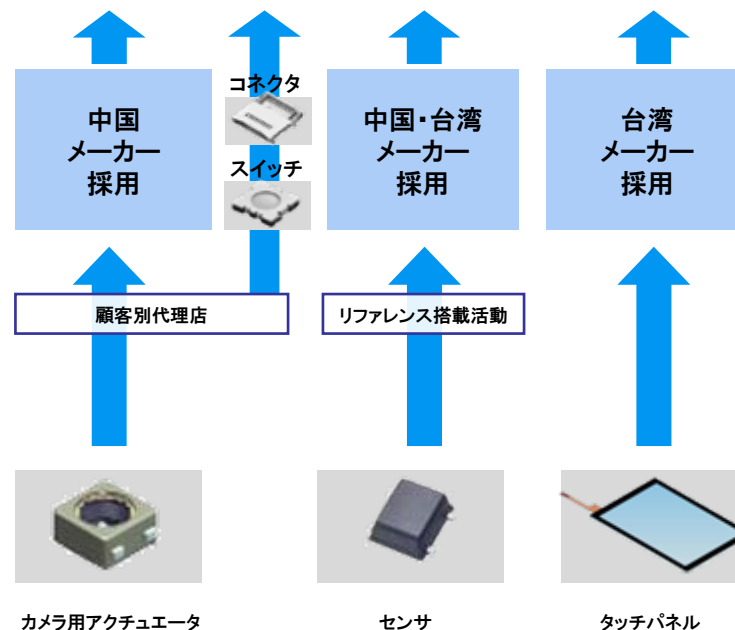 コネクタ
中国
メーカー
採用
スイッチ
中国・台湾
メーカー
採用
台湾
メーカー
採用
顧客別代理店
リファレンス搭載活動
カメラ用アクチュエータ
センサ
タッチパネル